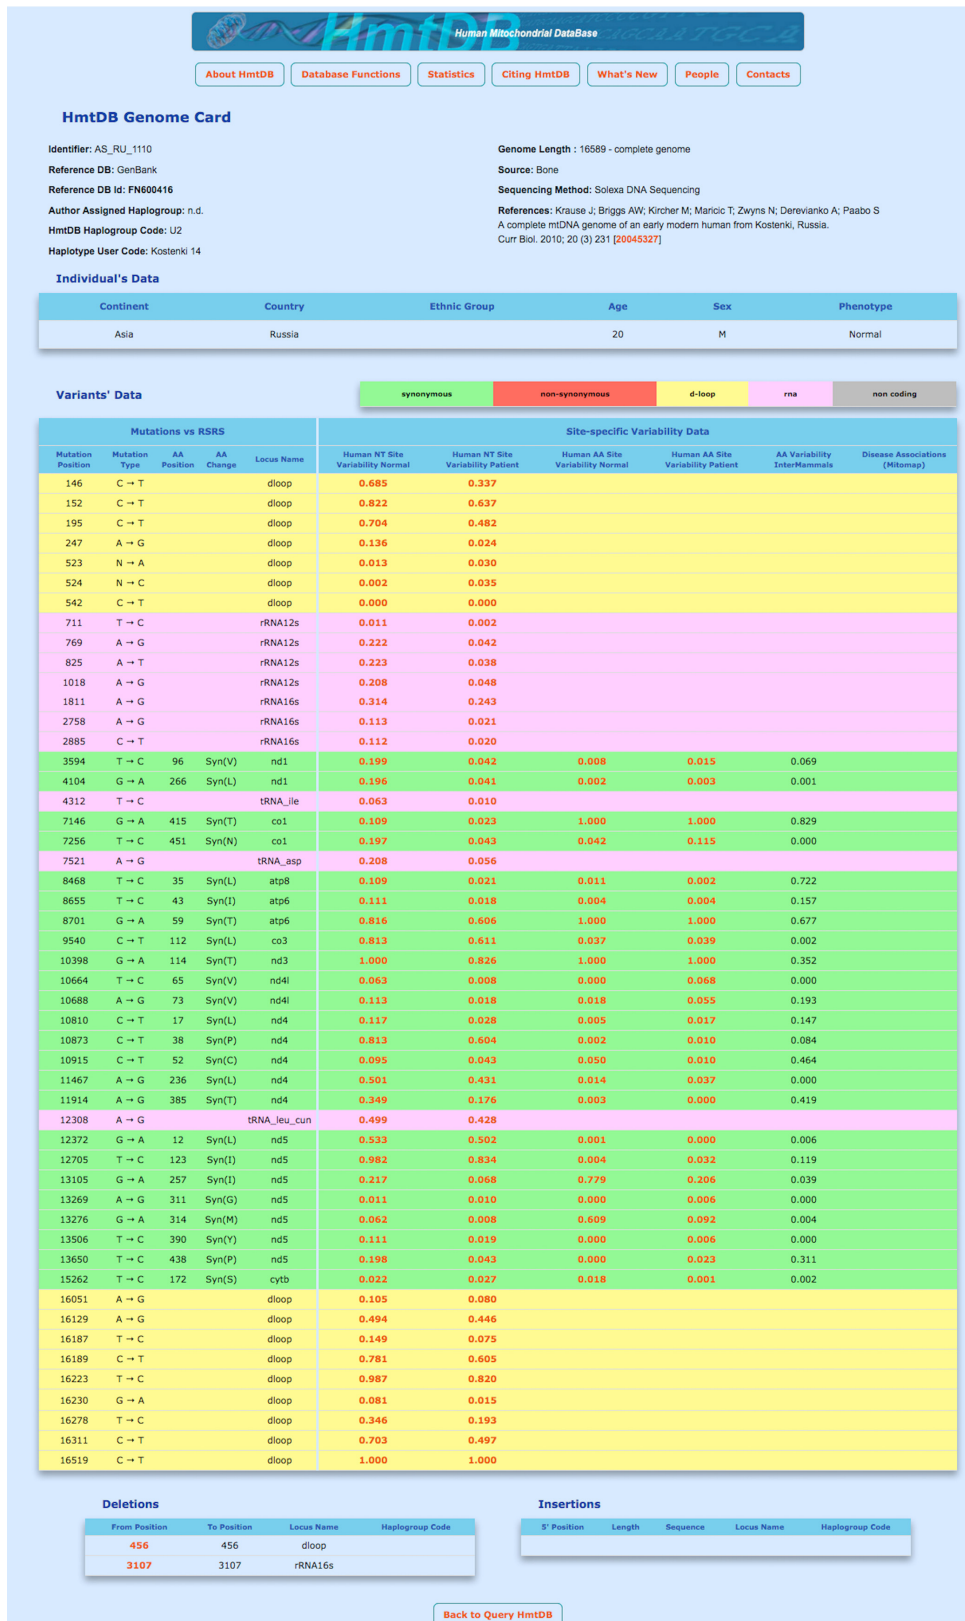 HmtDB Human Mitochondrial DataBase
About HmtDB Database Functions Statistics Citing HmtDB What's New People Contacts
HmtDB Genome Card
Identifier: AS_RU_1110
Reference DB: GenBank
Reference DB Id: FN600416
Author Assigned Haplogroup: n.d.
HmtDB Haplogroup Code: U2
Haplotype User Code: Kostenki 14
Genome Length : 16589 - complete genome
Source: Bone
Sequencing Method: Solexa DNA Sequencing
References: Krause J; Briggs AW; Kircher M; Maricic T; Zwyns N; Derevianko A; Paabo S
A complete mtDNA genome of an early modern human from Kostenki, Russia.
Curr Biol. 2010; 20 (3) 231 [20045327]
Individual's Data
Continent Country Ethnic Group Age Sex Phenotype
Asia Russia 20 M Normal
Variants' Data
synonymous non-synonymous d-loop rna non coding
Mutations vs RSRS Site-specific Variability Data
Mutation Position Mutation Type AA Position AA Change Locus Name Human NT Site Variability Normal Human NT Site Variability Patient Human AA Site Variability Normal Human AA Site Variability Patient AA Variability InterMammals Disease Associations (Mitomap)
146 C → T dloop 0.685 0.337
152 C → T dloop 0.822 0.637
195 C → T dloop 0.704 0.482
247 A → G dloop 0.136 0.024
523 N → A dloop 0.013 0.030
524 N → C dloop 0.002 0.035
542 C → T dloop 0.000 0.000
711 T → C rRNA12s 0.011 0.002
769 A → G rRNA12s 0.222 0.042
825 A → T rRNA12s 0.223 0.038
1018 A → G rRNA12s 0.208 0.048
1811 A → G rRNA16s 0.314 0.243
2758 A → G rRNA16s 0.113 0.021
2885 C → T rRNA16s 0.112 0.020
3594 T → C 96 Syn(V) nd1 0.199 0.042 0.008 0.015 0.069
4104 G → A 266 Syn(L) nd1 0.196 0.041 0.002 0.003 0.001
4312 T → C tRNA_ile 0.063 0.010
7146 G → A 415 Syn(T) co1 0.109 0.023 1.000 1.000 0.829
7256 T → C 451 Syn(N) co1 0.197 0.043 0.042 0.115 0.000
7521 A → G tRNA_asp 0.208 0.056
8468 T → C 35 Syn(L) atp8 0.109 0.021 0.011 0.002 0.722
8655 T → C 43 Syn(I) atp6 0.111 0.018 0.004 0.004 0.157
8701 G → A 59 Syn(T) atp6 0.816 0.606 1.000 1.000 0.677
9540 C → T 112 Syn(L) co3 0.813 0.611 0.037 0.039 0.002
10398 G → A 114 Syn(T) nd3 1.000 0.826 1.000 1.000 0.352
10664 T → C 65 Syn(V) nd4l 0.063 0.008 0.000 0.068 0.000
10688 A → G 73 Syn(V) nd4l 0.113 0.018 0.018 0.055 0.193
10810 C → T 17 Syn(L) nd4 0.117 0.028 0.005 0.017 0.147
10873 C → T 38 Syn(P) nd4 0.813 0.604 0.002 0.010 0.084
10915 C → T 52 Syn(C) nd4 0.095 0.043 0.050 0.010 0.464
11467 A → G 236 Syn(L) nd4 0.501 0.431 0.014 0.037 0.000
11914 A → G 385 Syn(T) nd4 0.349 0.176 0.003 0.000 0.419
12308 A → G tRNA_leu_cun 0.499 0.428
12372 G → A 12 Syn(L) nd5 0.533 0.502 0.001 0.000 0.006
12705 T → C 123 Syn(I) nd5 0.982 0.834 0.004 0.032 0.119
13105 G → A 257 Syn(I) nd5 0.217 0.068 0.779 0.206 0.039
13269 A → G 311 Syn(G) nd5 0.011 0.010 0.000 0.006 0.000
13276 G → A 314 Syn(M) nd5 0.062 0.008 0.609 0.092 0.004
13506 T → C 390 Syn(Y) nd5 0.111 0.019 0.000 0.006 0.000
13650 T → C 438 Syn(P) nd5 0.198 0.043 0.000 0.023 0.311
15262 T → C 172 Syn(S) cytb 0.022 0.027 0.018 0.001 0.002
16051 A → G dloop 0.105 0.080
16129 A → G dloop 0.494 0.446
16187 T → C dloop 0.149 0.075
16189 C → T dloop 0.781 0.605
16223 T → C dloop 0.987 0.820
16230 G → A dloop 0.081 0.015
16278 T → C dloop 0.346 0.193
16311 C → T dloop 0.703 0.497
16519 C → T dloop 1.000 1.000
Deletions
From Position To Position Locus Name Haplogroup Code
456 456 dloop
3107 3107 rRNA16s
Insertions
5' Position Length Sequence Locus Name Haplogroup Code
Back to Query HmtDB